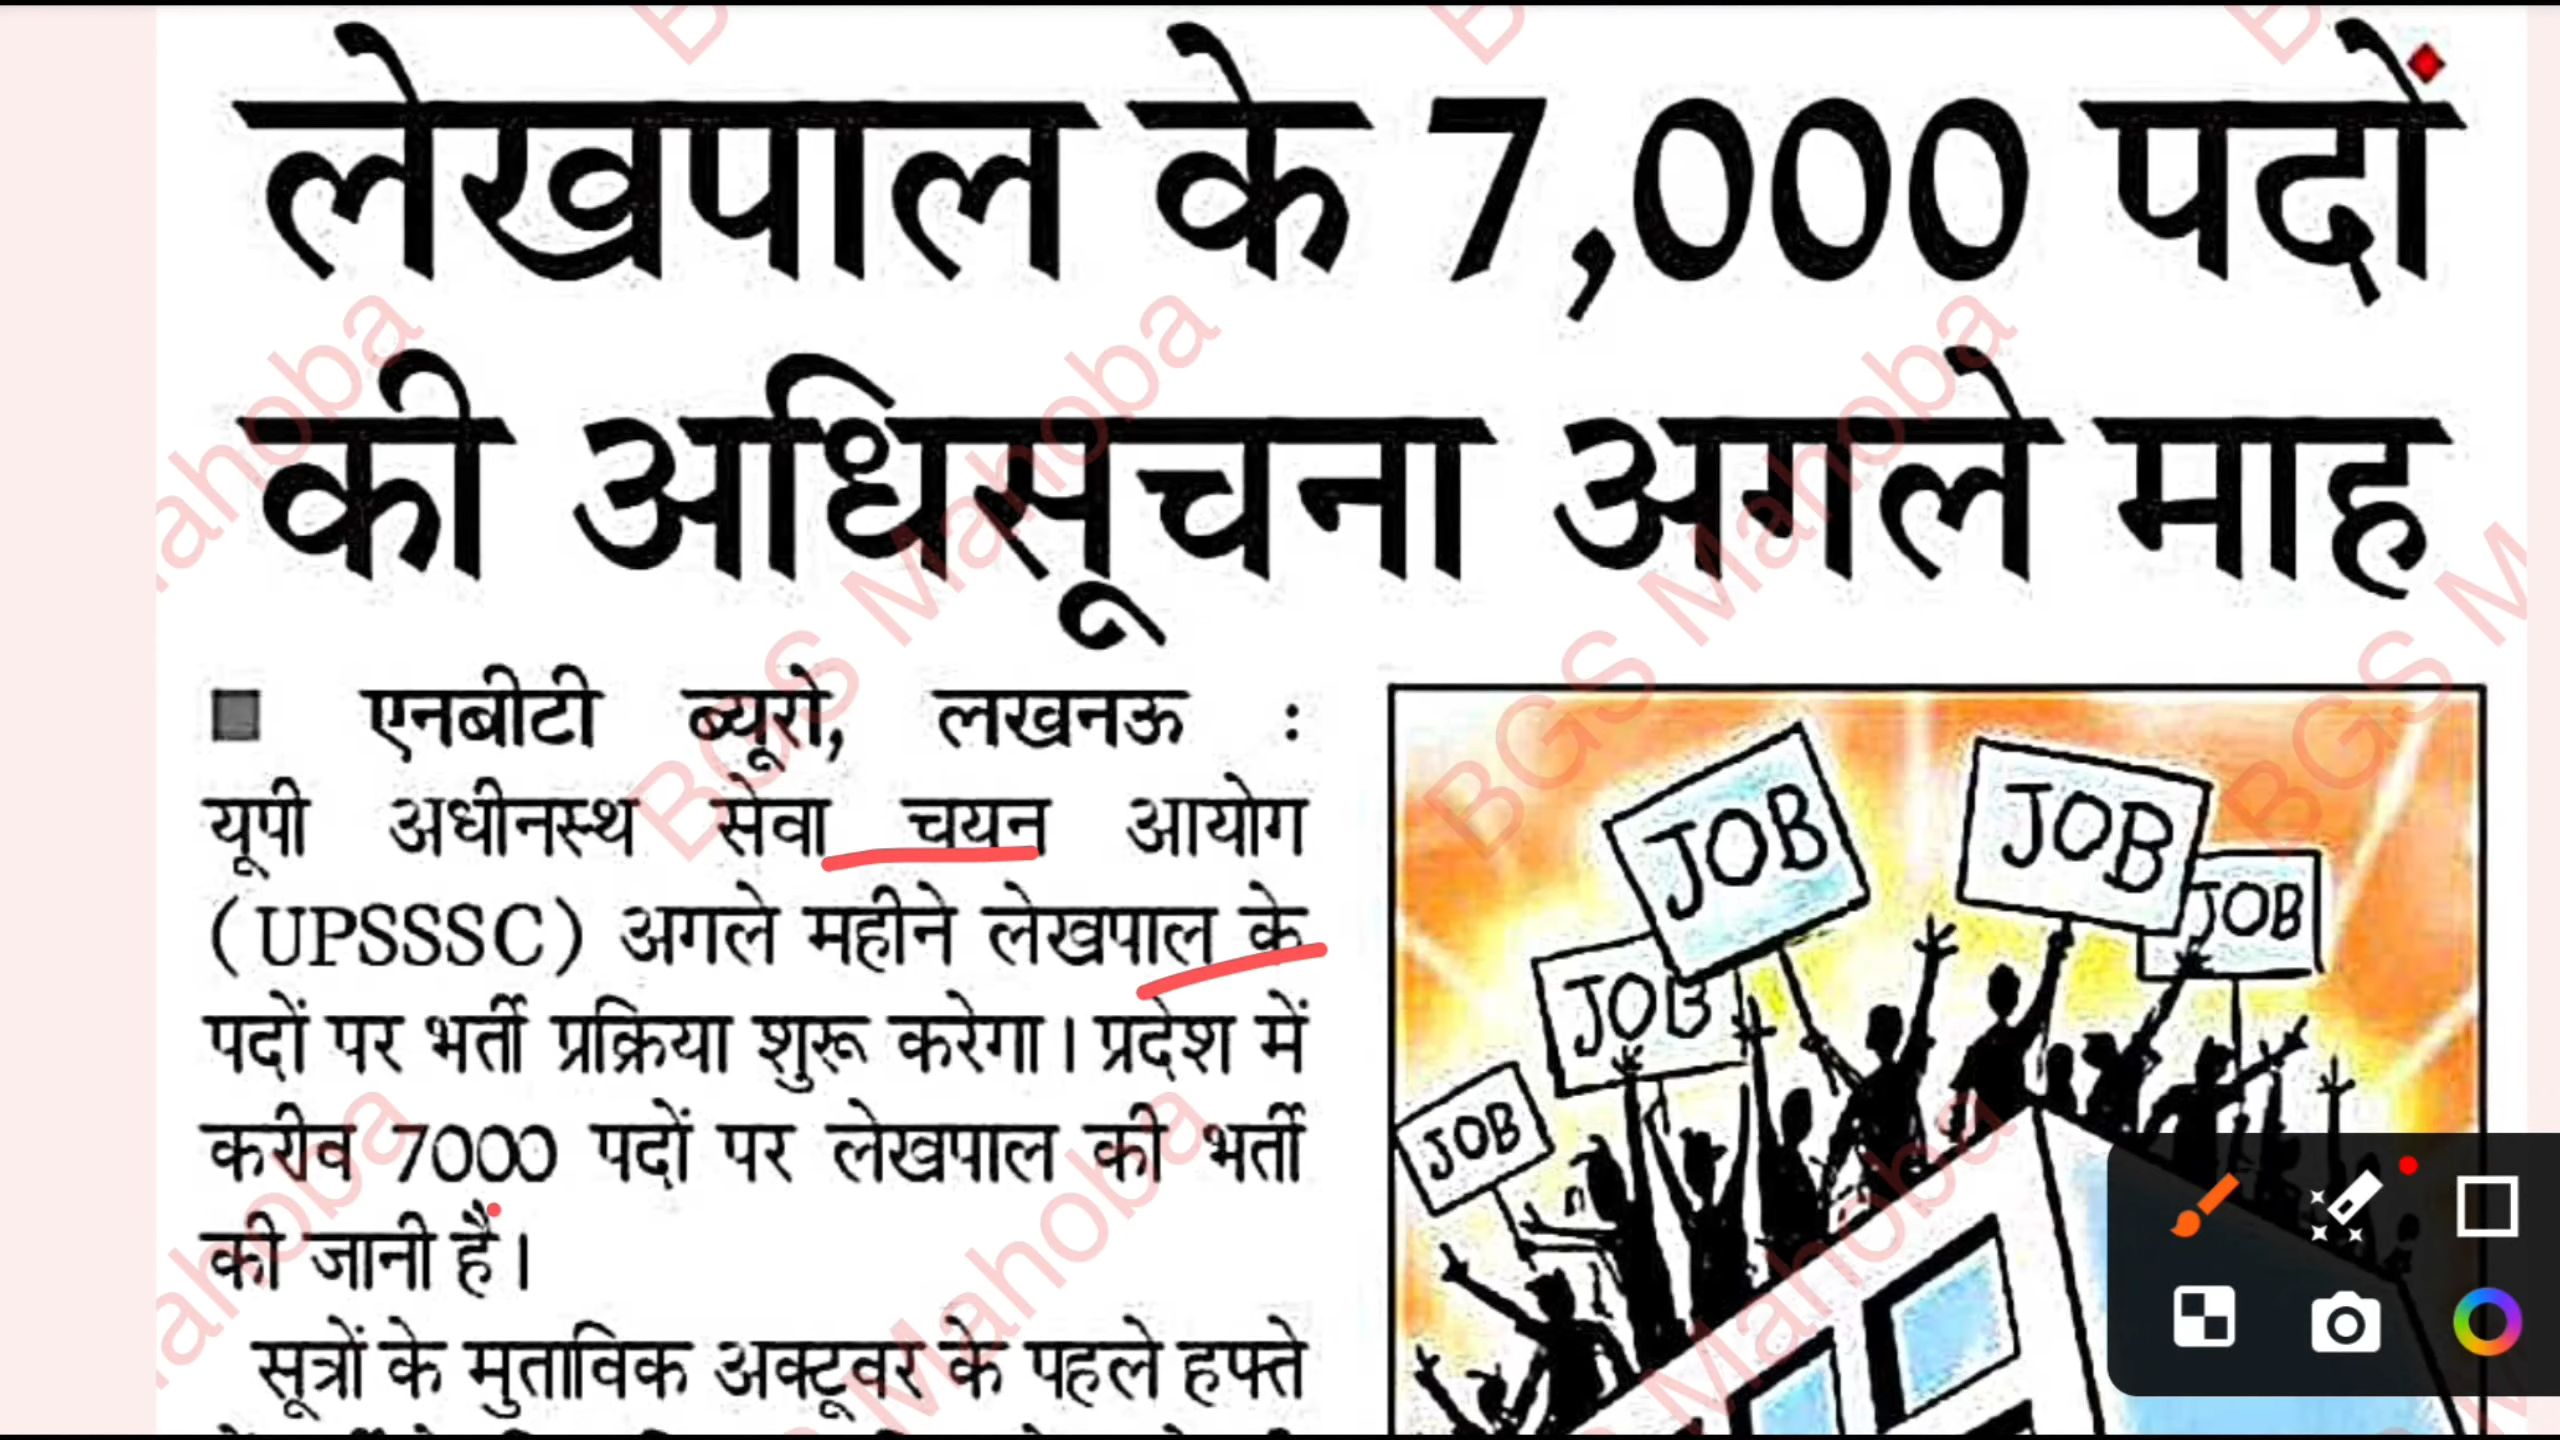 लेखपाल के 7,000 पदों
की अधिसूचना अगले माह
एनबीटी ब्यूरो, लखनऊ :
यूपी अधीनस्थ सेवा चयन आयोग
(UPSSSC) अगले महीने लेखपाल के
पदों पर भर्ती प्रक्रिया शुरू करेगा। प्रदेश में
करीब 7000 पदों पर लेखपाल की भर्ती
की जानी है।
सूत्रों के मुताबिक अक्टूबर के पहले हफ्ते
JOB
JOB
JOB
JOB
JOB
BGS Mahoba